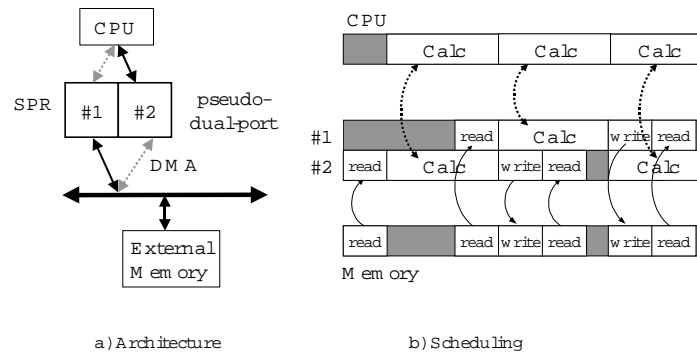 CPU
SPR
#1 #2
pseudo-
dual-port
DMA
External
Memory
a)Architecture
CPU
Calc Calc Calc
#1 read Calc write read
#2 read Calc write read Calc
read read write read write read
Memory
b)Scheduling